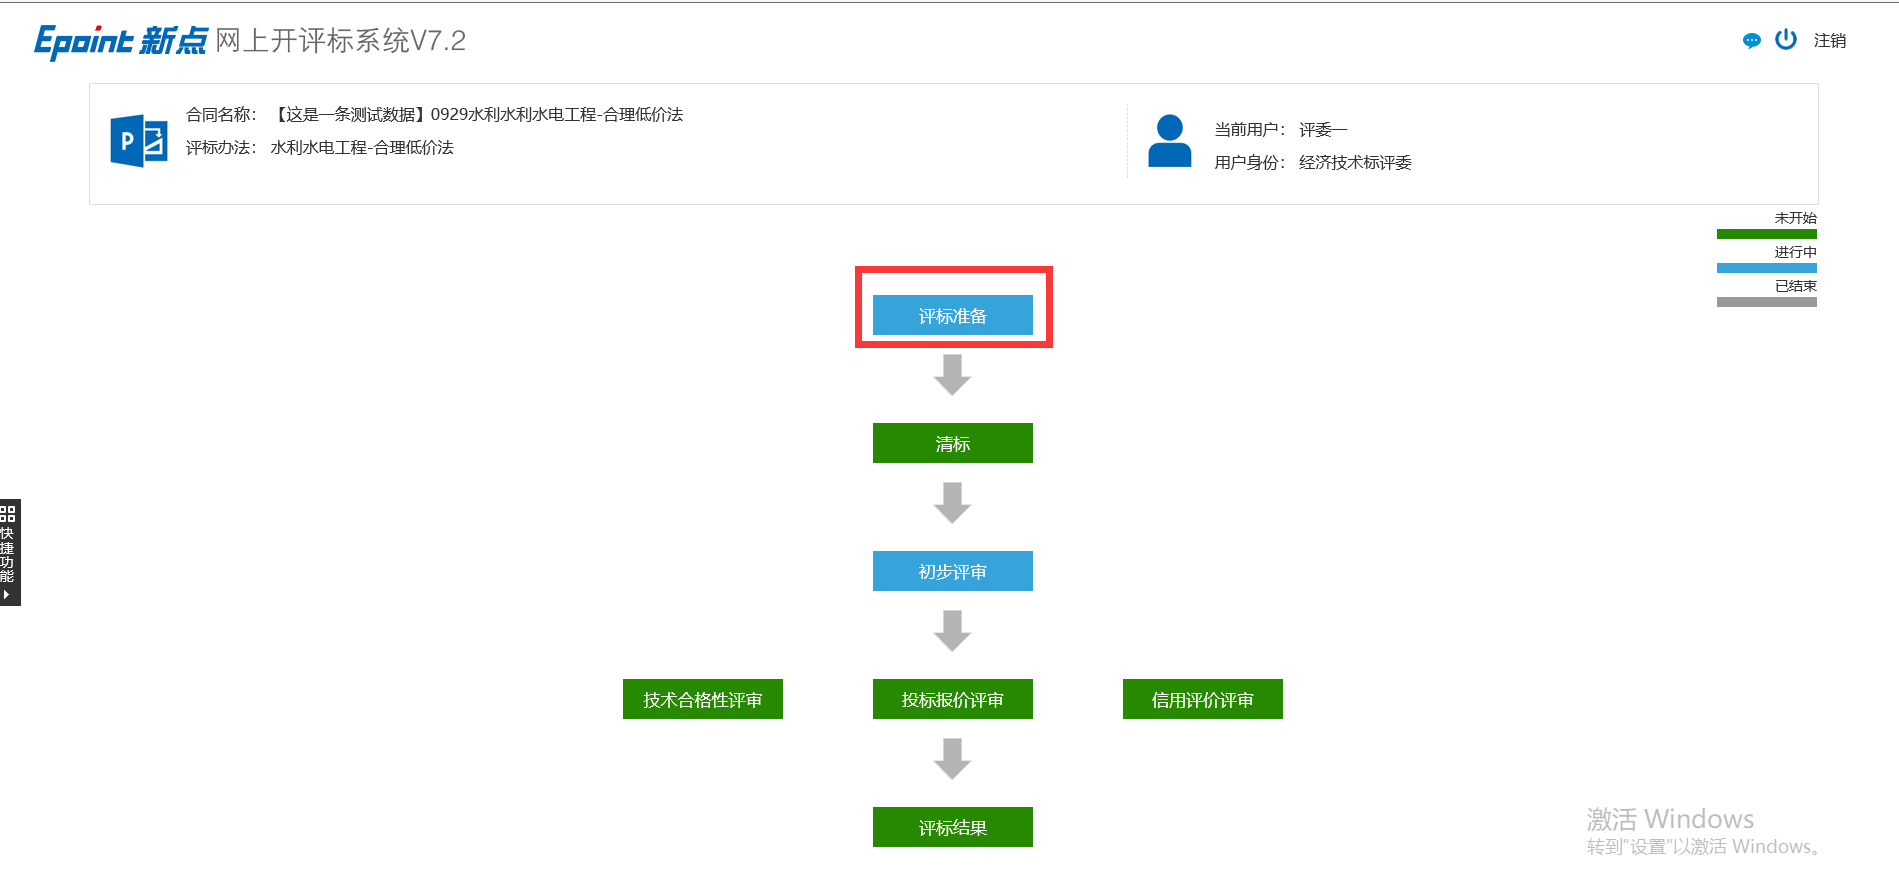 Epoint 新点 网上开评标系统V7.2
注销
合同名称： 【这是一条测试数据】0929水利水利水电工程-合理低价法
评标办法： 水利水电工程-合理低价法
当前用户： 评委一
用户身份： 经济技术标评委
未开始
进行中
已结束
评标准备
清标
快捷功能
初步评审
技术合格性评审
投标报价评审
信用评价评审
评标结果
激活 Windows
转到“设置”以激活 Windows。